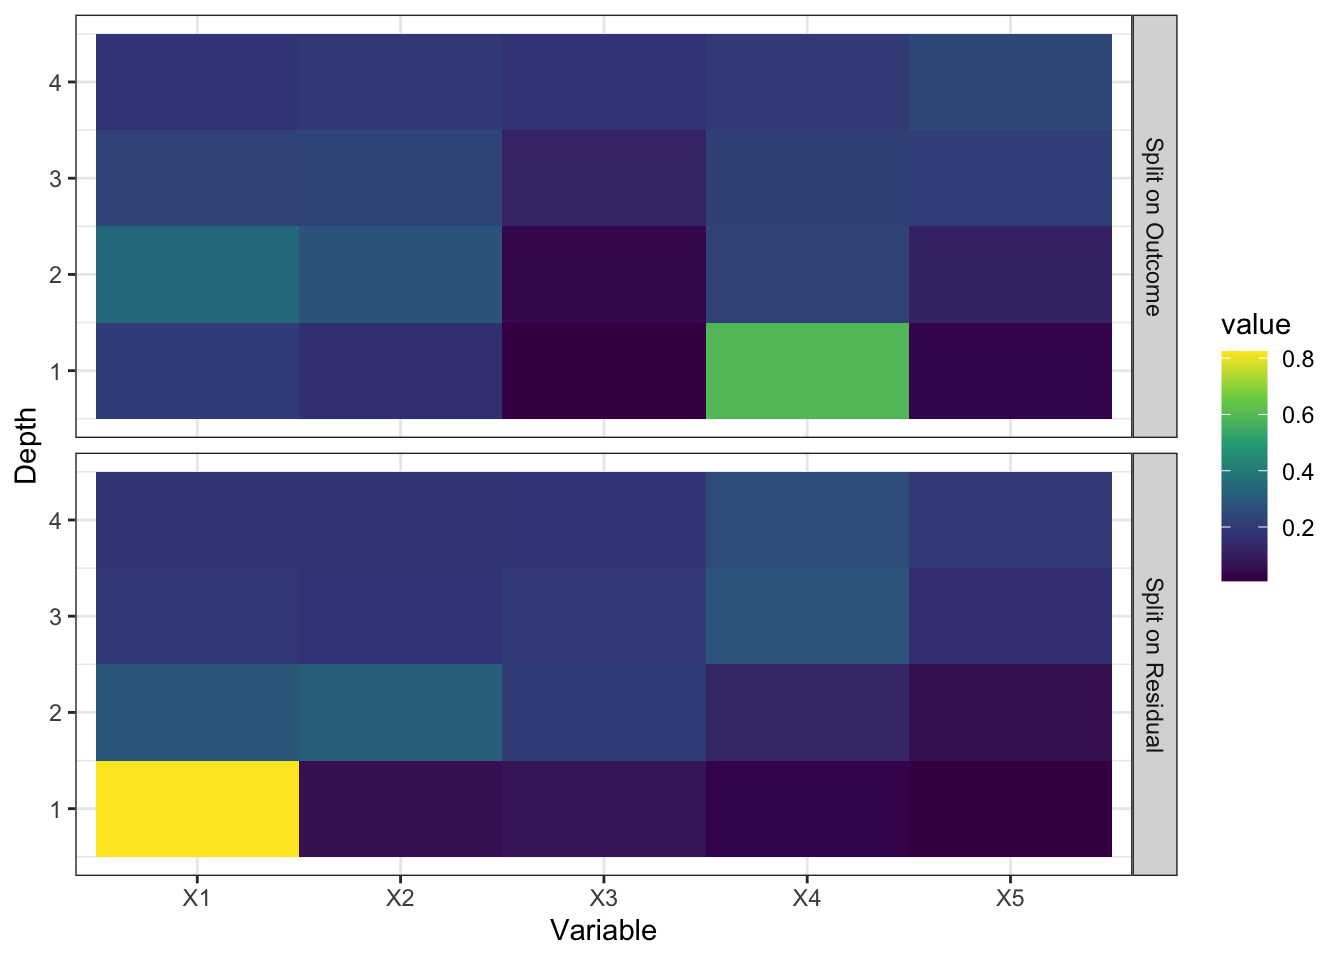 4
3
2
1
Split on Outcome
4
3
2
1
Split on Residual
Depth
X1 X2 X3 X4 X5
Variable
value
0.8
0.6
0.4
0.2